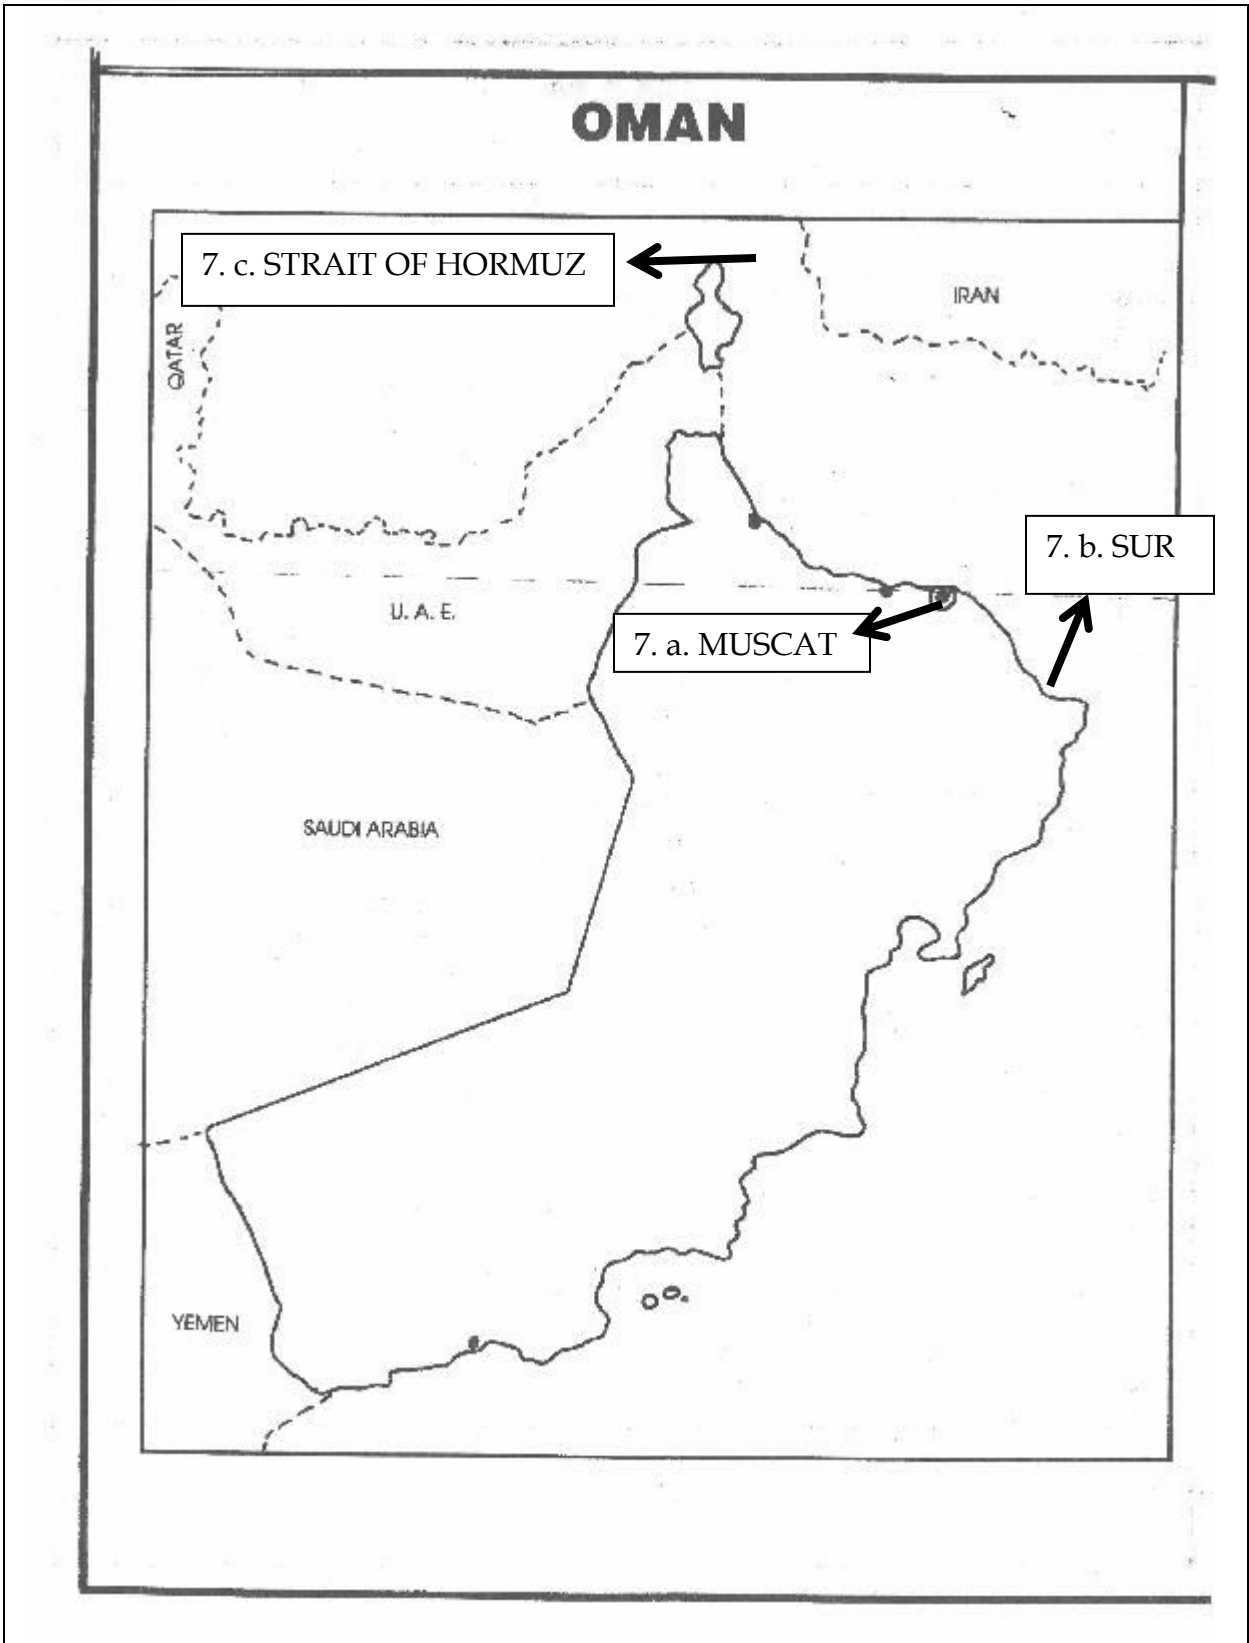 OMAN
7. c. STRAIT OF HORMUZ
IRAN
QATAR
7. b. SUR
U. A. E.
7. a. MUSCAT
SAUDI ARABIA
YEMEN